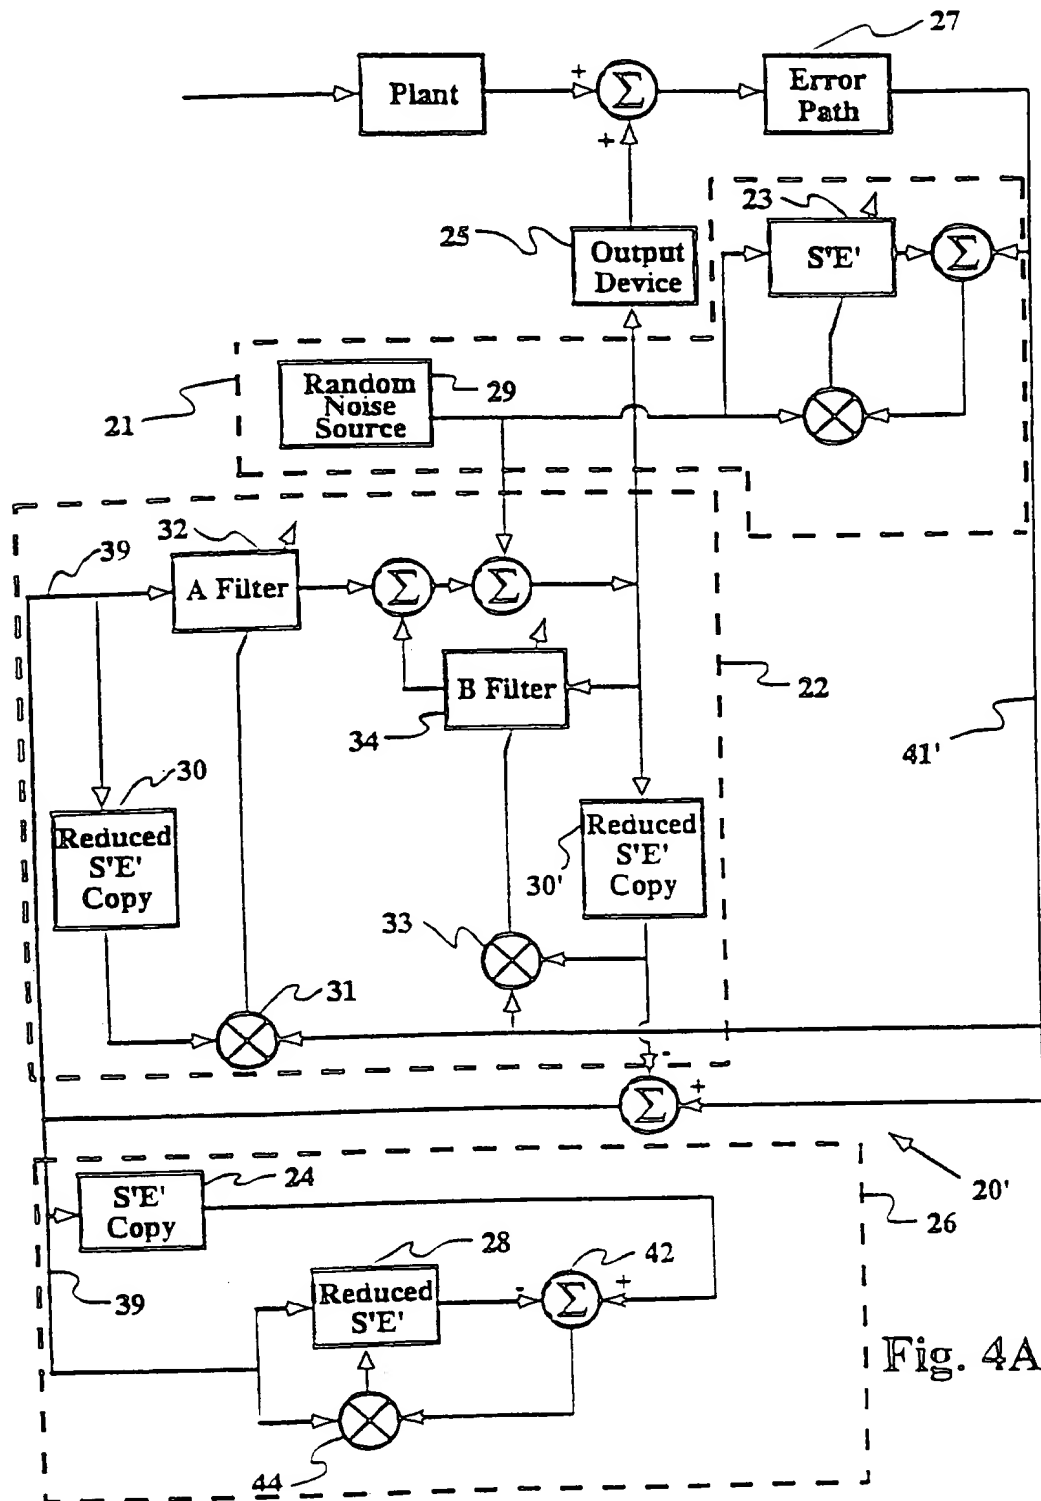 27
Plant
+
Σ
Error
Path
+
23
25
Output
Device
S'E'
Σ
Random
Noise
Source
29
21
32
39
A Filter
Σ
Σ
B Filter
22
34
41'
30
Reduced
S'E'
Copy
Reduced
S'E'
Copy
30'
33
31
-
Σ
+
20'
24
S'E'
Copy
26
28
42
39
Reduced
S'E'
-
Σ
+
Fig. 4A
44